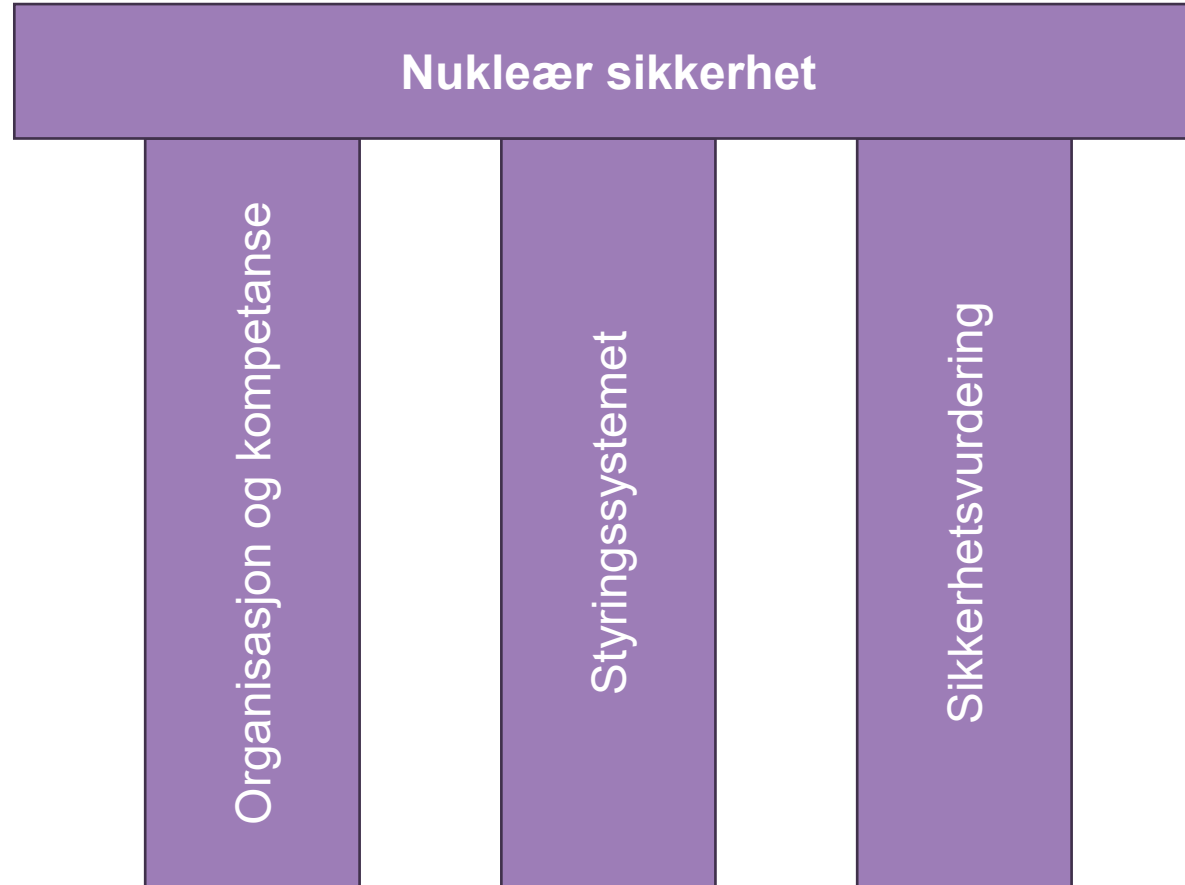 Nukleær sikkerhet
Organisasjon og kompetanse
Styringssystemet
Sikkerhetsvurdering